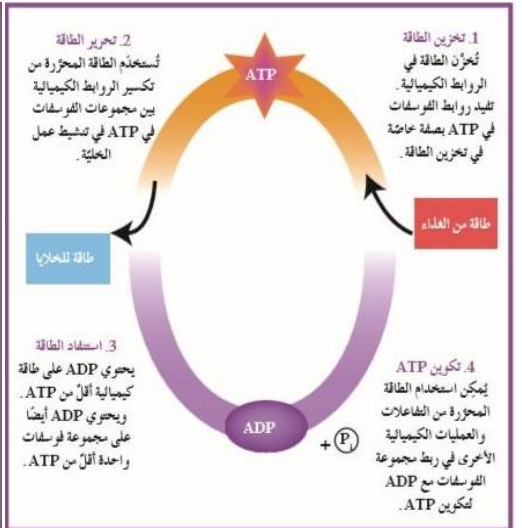 1. تخزين الطاقة
تُخزَّن الطاقة في
الروابط الكيميائية.
تفيد روابط الفوسفات
في ATP بصفة خاصّة
في تخزين الطاقة.
ATP
2. تحرير الطاقة
تُستخدَم الطاقة المحرّرة من
تكسير الروابط الكيميائية
بين مجموعات الفوسفات
في ATP في تنشيط عمل
الخليّة.
طاقة من الغذاء
طاقة للخلايا
3. استنفاد الطاقة
يحتوي ADP على طاقة
كيميائية أقلّ من ATP.
ويحتوي ADP أيضًا
على مجموعة فوسفات
واحدة أقلّ من ATP.
4. تكوين ATP
يُمكِن استخدام الطاقة
المحرّرة من التفاعلات
والعمليات الكيميائية
الأخرى في ربط مجموعة
الفوسفات مع ADP
لتكوين ATP.
ADP
+ Pi